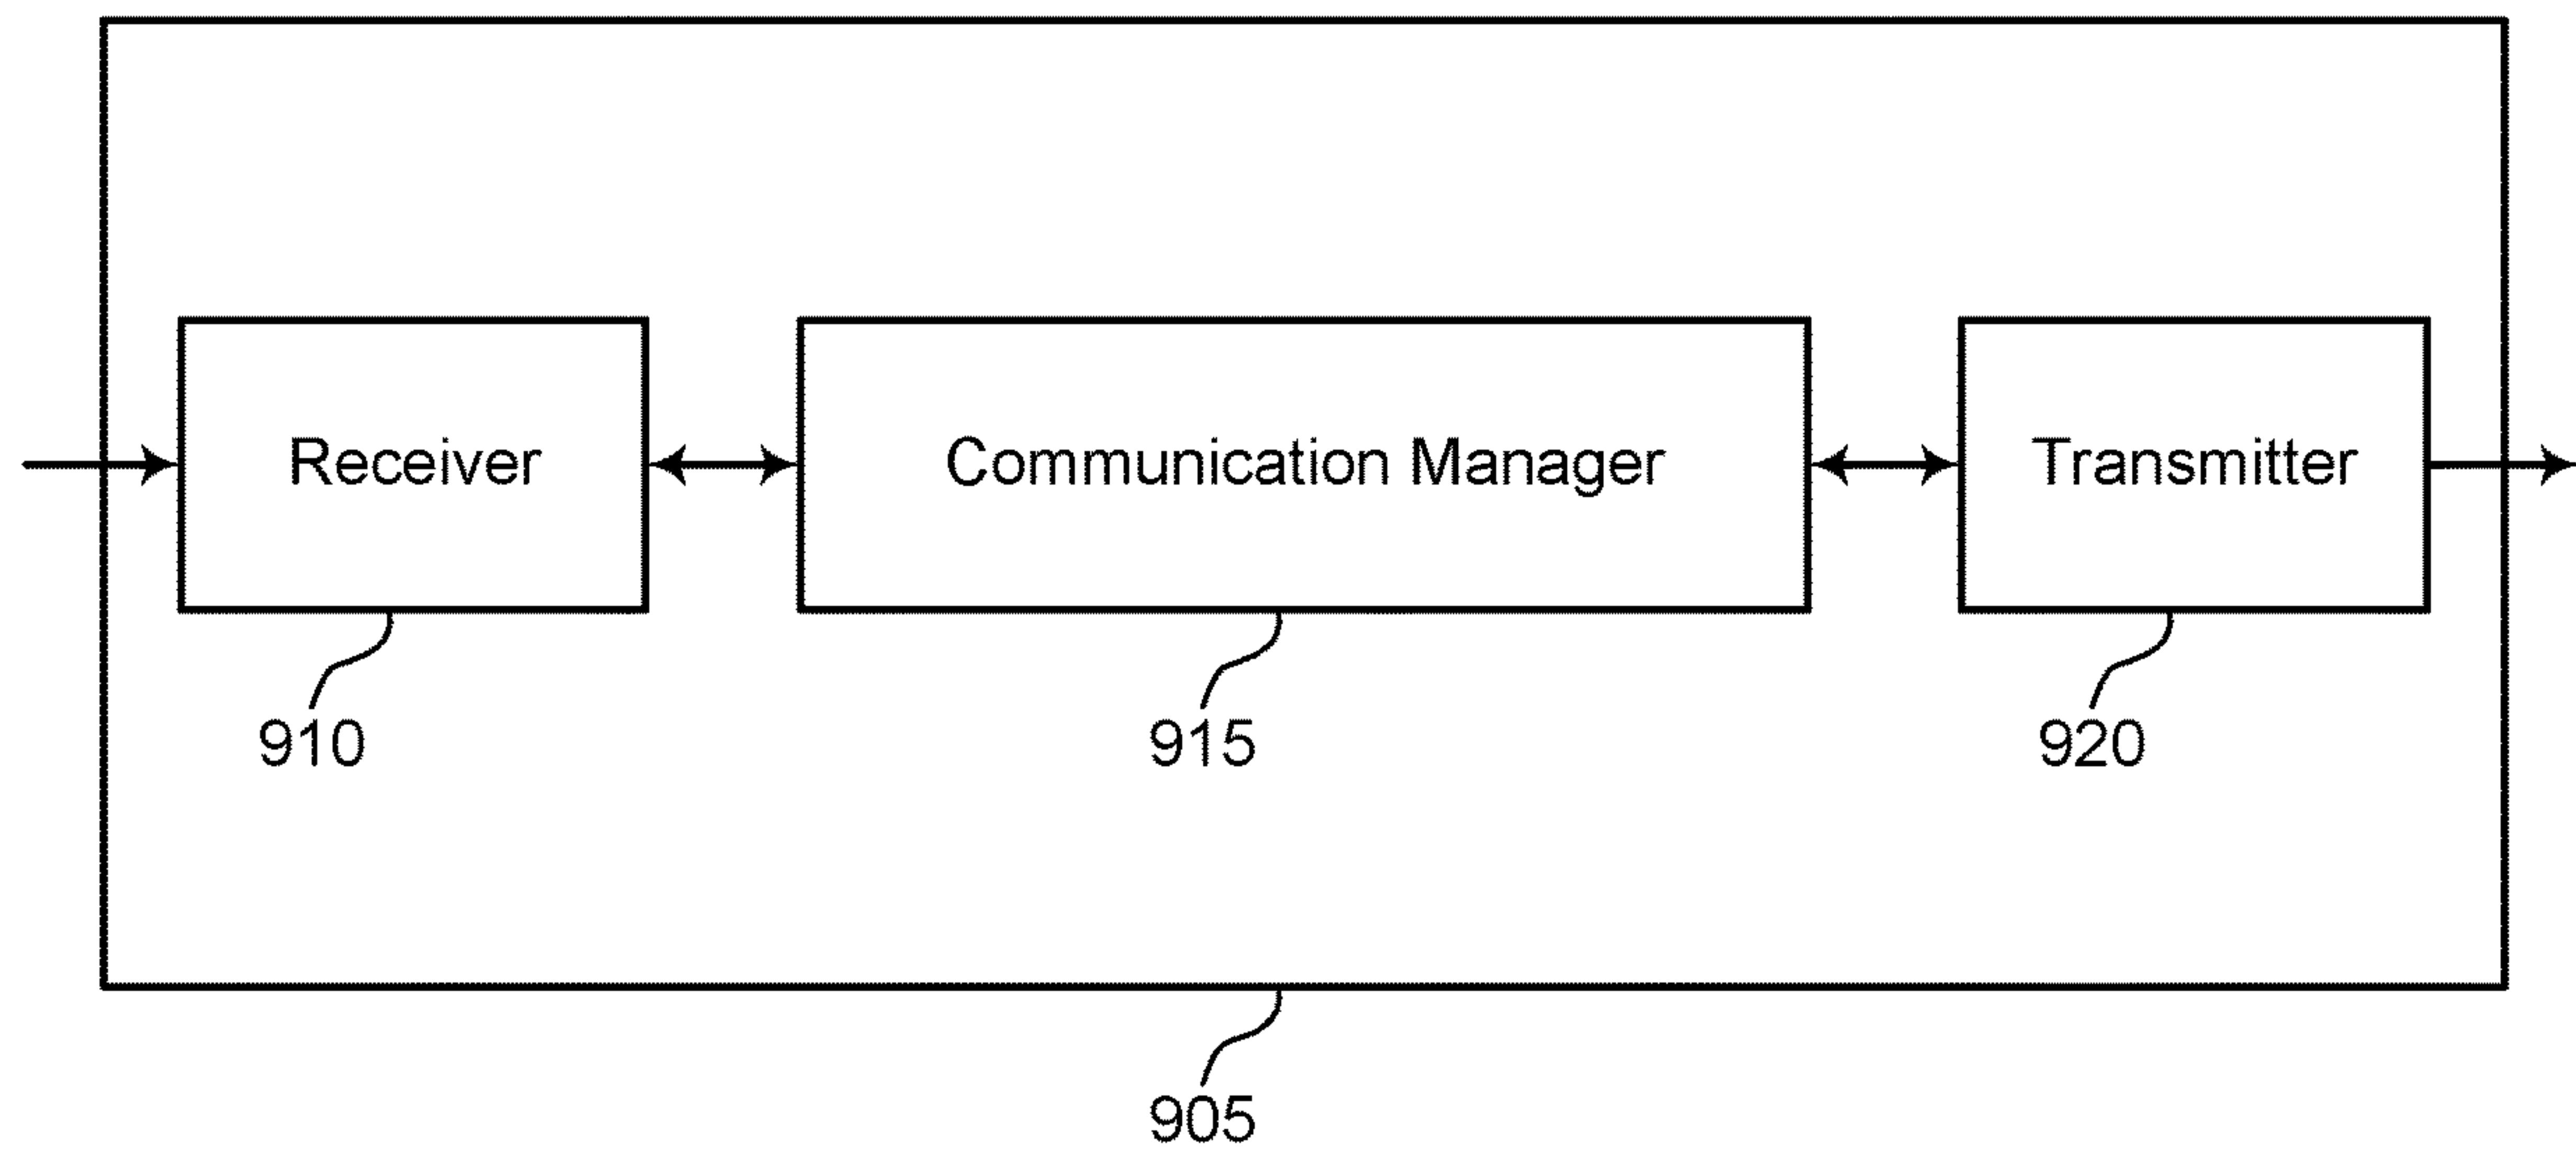 Receiver
Communication Manager
Transmitter
910
915
920
905